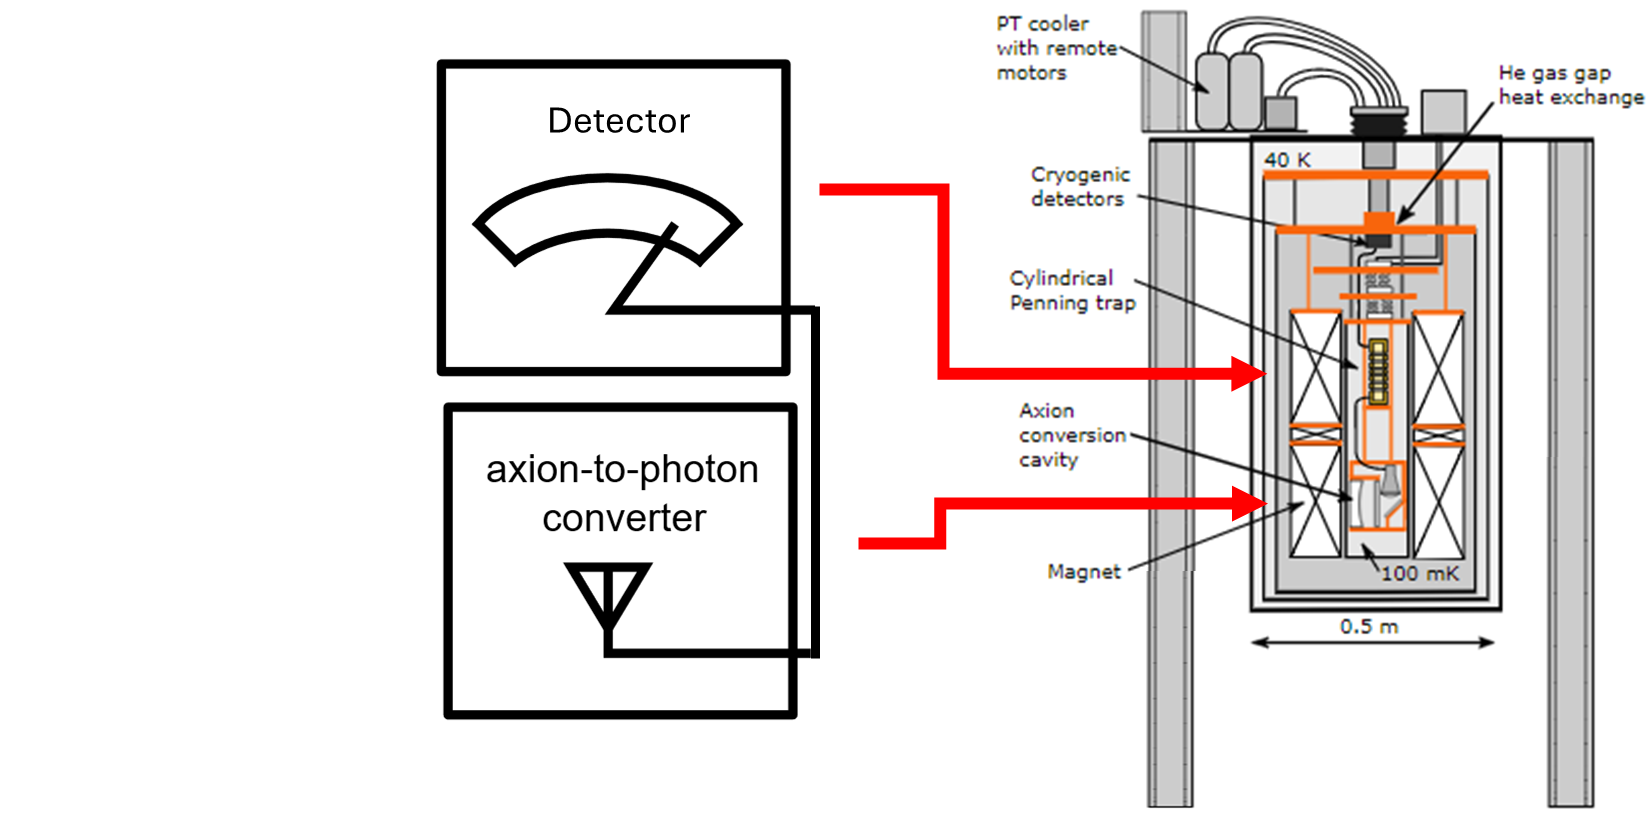 Detector
axion-to-photon
converter
PT cooler
with remote
motors
He gas gap
heat exchange
40 K
Cryogenic
detectors
Cylindrical
Penning trap
Axion
conversion
cavity
Magnet
100 mK
0.5 m